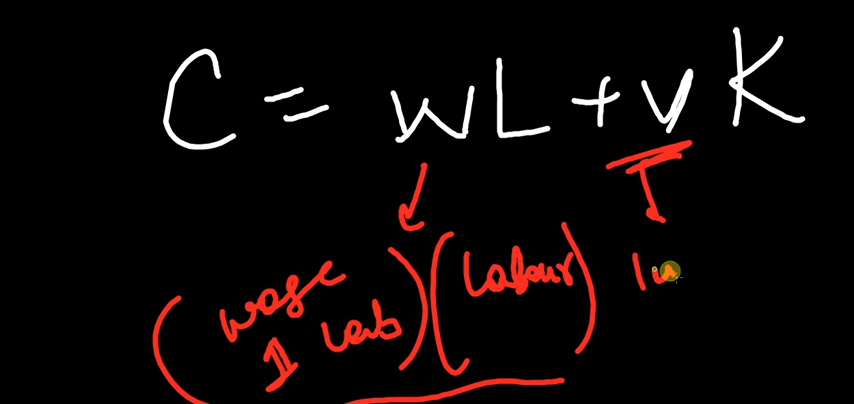 C = wL + vK
(wage
1 Lab) (Labour)